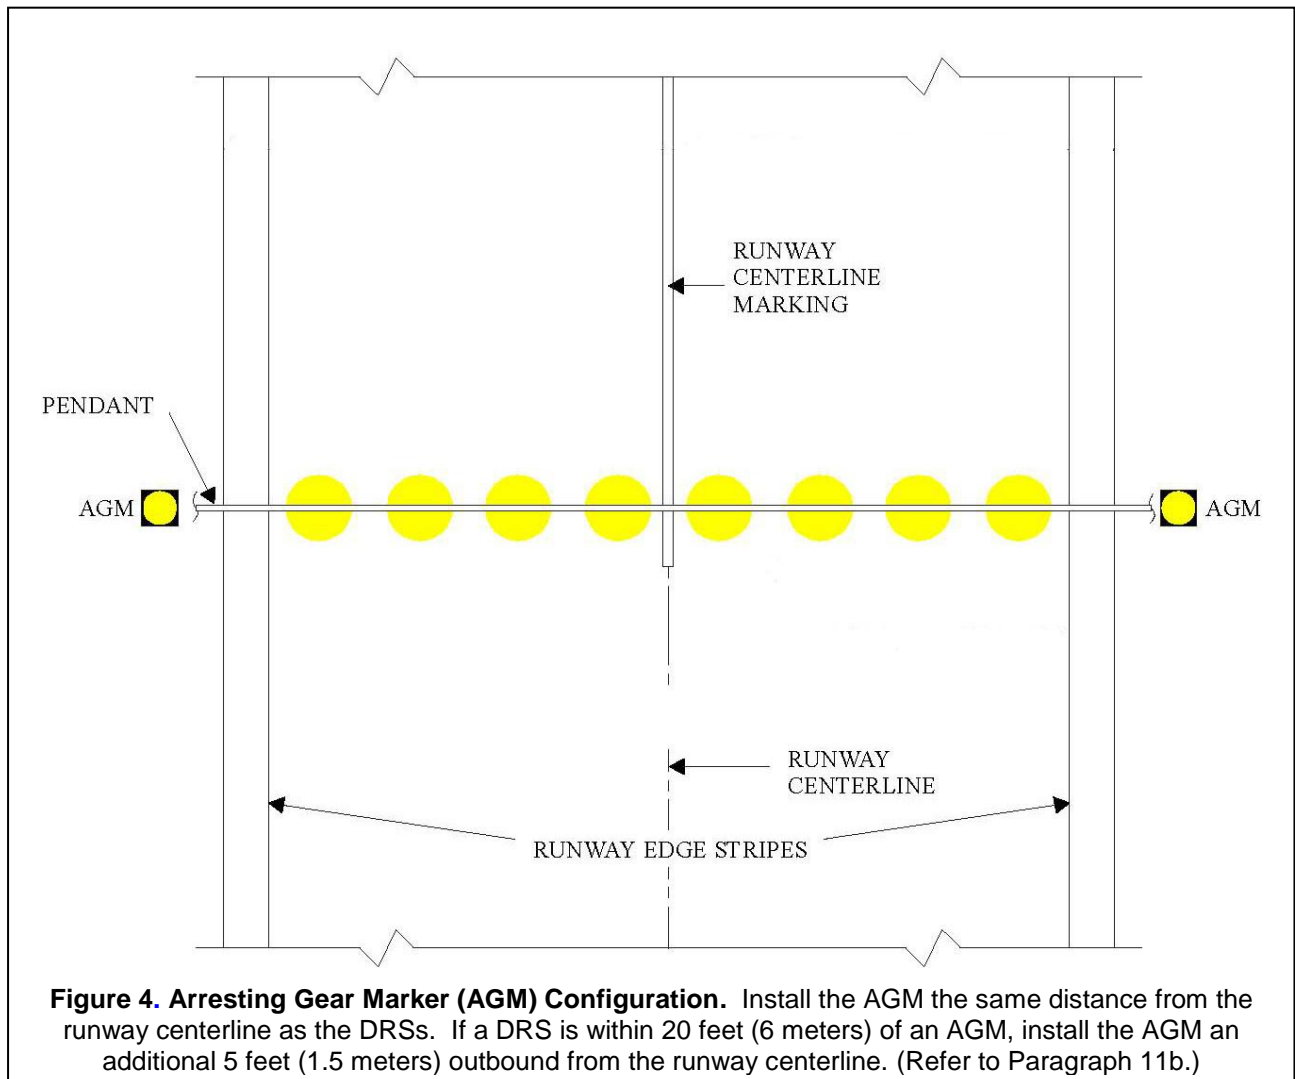 RUNWAY
CENTERLINE
MARKING
PENDANT
AGM
AGM
RUNWAY
CENTERLINE
RUNWAY EDGE STRIPES
Figure 4. Arresting Gear Marker (AGM) Configuration. Install the AGM the same distance from the
runway centerline as the DRSs. If a DRS is within 20 feet (6 meters) of an AGM, install the AGM an
additional 5 feet (1.5 meters) outbound from the runway centerline. (Refer to Paragraph 11b.)